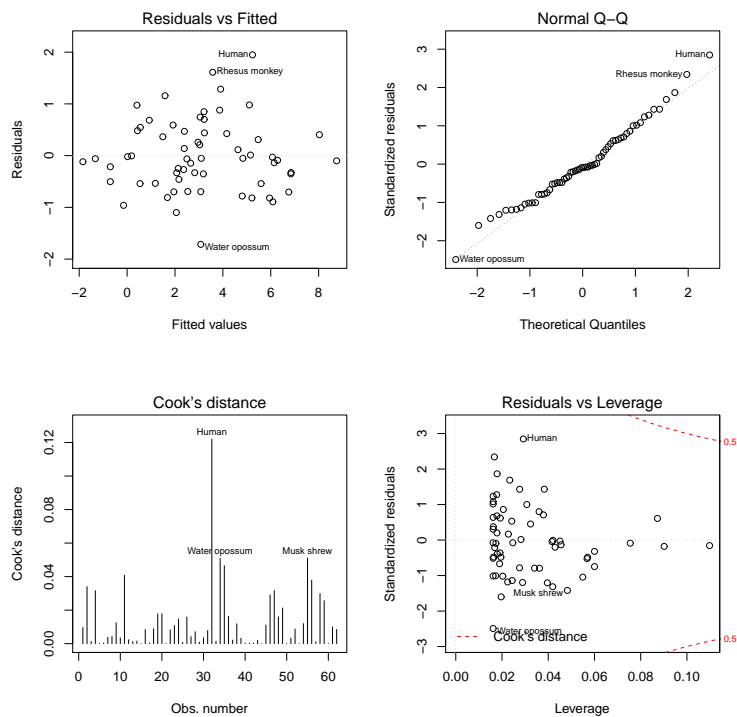 Residuals vs Fitted
Residuals
2
1
0
−1
−2
Human
Rhesus monkey
Water opossum
−2 0 2 4 6 8
Fitted values
Normal Q−Q
Standardized residuals
3
2
1
0
−1
−2
Human
Rhesus monkey
Water opossum
−2 −1 0 1 2
Theoretical Quantiles
Cook's distance
Cook's distance
0.12
0.08
0.04
0.00
Human
Water opossum
Musk shrew
0 10 20 30 40 50 60
Obs. number
Residuals vs Leverage
Standardized residuals
3
2
1
0
−1
−2
−3
0.5
Human
Musk shrew
Water opossum
Cook's distance
0.5
0.00 0.02 0.04 0.06 0.08 0.10
Leverage